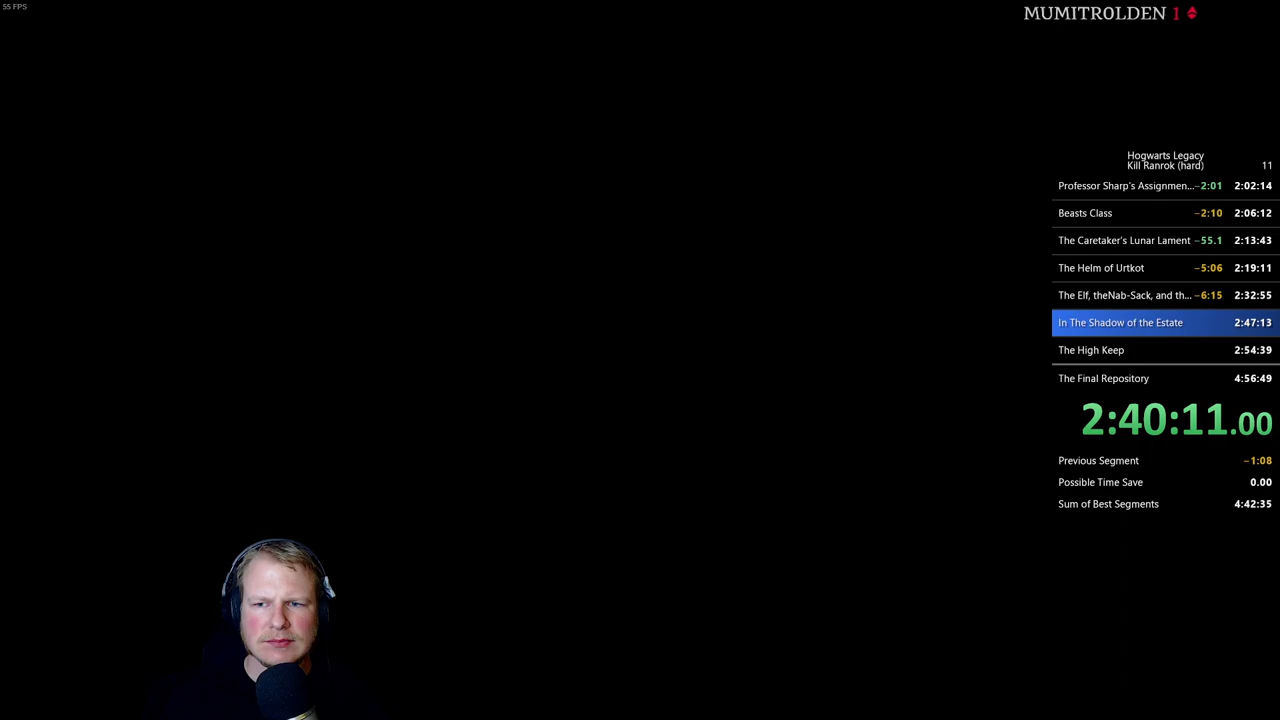 55 FPS
MUMITROLDEN 1
Hogwarts Legacy
Kill Ranrok (hard) 11
Professor Sharp's Assignmen... −2:01 2:02:14
Beasts Class −2:10 2:06:12
The Caretaker's Lunar Lament −55.1 2:13:43
The Helm of Urtkot −5:06 2:19:11
The Elf, theNab-Sack, and th... −6:15 2:32:55
In The Shadow of the Estate 2:47:13
The High Keep 2:54:39
The Final Repository 4:56:49
2:40:11.00
Previous Segment −1:08
Possible Time Save 0.00
Sum of Best Segments 4:42:35